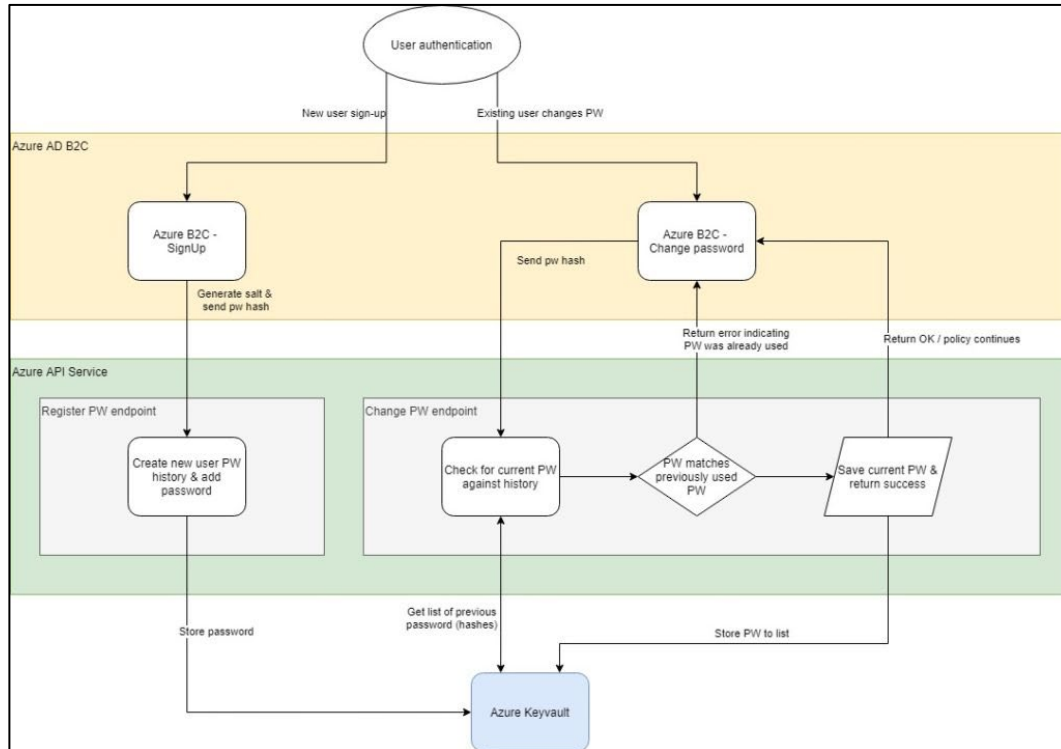 User authentication
New user sign-up
Existing user changes PW
Azure AD B2C
Azure B2C -
SignUp
Azure B2C -
Change password
Send pw hash
Generate salt &
send pw hash
Return error indicating
PW was already used
Return OK / policy continues
Azure API Service
Register PW endpoint
Change PW endpoint
Create new user PW
history & add
password
Check for current PW
against history
PW matches
previously used
PW
Save current PW &
return success
Get list of previous
password (hashes)
Store password
Store PW to list
Azure Keyvault